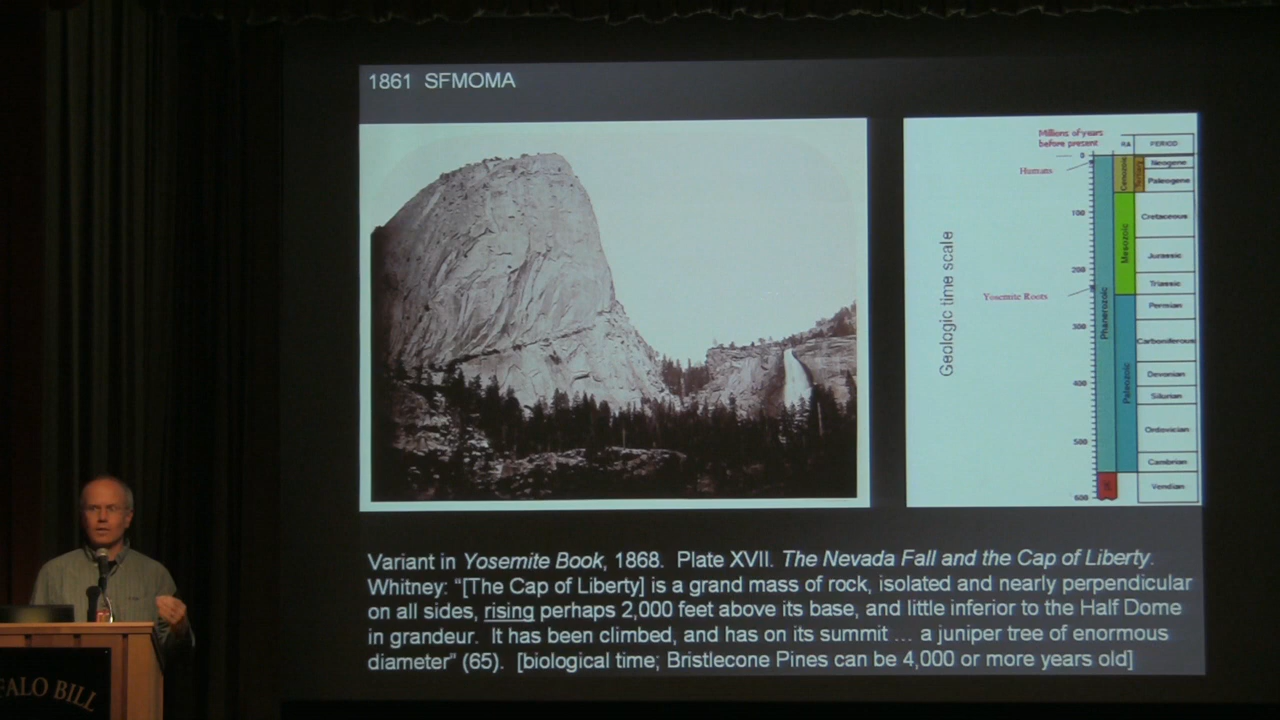 1861 SFMOMA
Millions of years
before present
RA
PERIOD
0
Humans
Cenozoic
Tertiary
Neogene
Paleogene
100
Cretaceous
Mesozoic
Jurassic
200
Triassic
Yosemite Roots
Geologic time scale
Phanerozoic
Permian
300
Carboniferous
Paleozoic
Devonian
400
Silurian
Ordovician
500
Cambrian
Vendian
600
Variant in Yosemite Book, 1868. Plate XVII. The Nevada Fall and the Cap of Liberty.
Whitney: “[The Cap of Liberty] is a grand mass of rock, isolated and nearly perpendicular
on all sides, rising perhaps 2,000 feet above its base, and little inferior to the Half Dome
in grandeur. It has been climbed, and has on its summit ... a juniper tree of enormous
diameter” (65). [biological time; Bristlecone Pines can be 4,000 or more years old]
FALO BILL